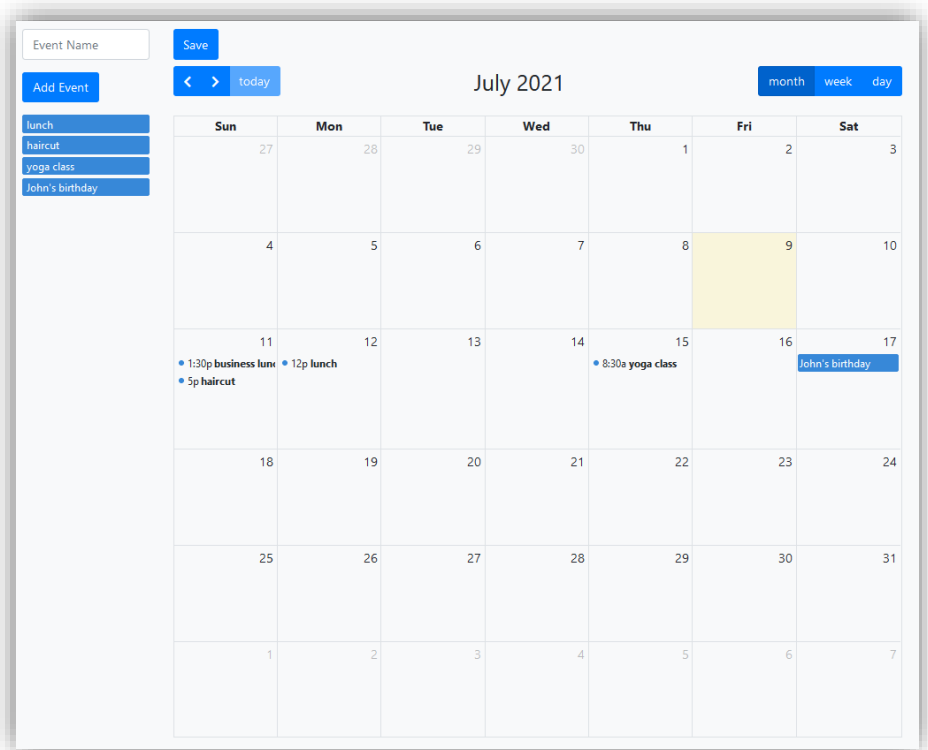 Event Name
Save
Add Event
today
July 2021
month week day
lunch
haircut
yoga class
John's birthday
Sun Mon Tue Wed Thu Fri Sat
27 28 29 30 1 2 3
4 5 6 7 8 9 10
11 12 13 14 15 16 17
1:30p business 12p lunch 8:30a yoga class John's birthday
5p haircut
18 19 20 21 22 23 24
25 26 27 28 29 30 31
1 2 3 4 5 6 7